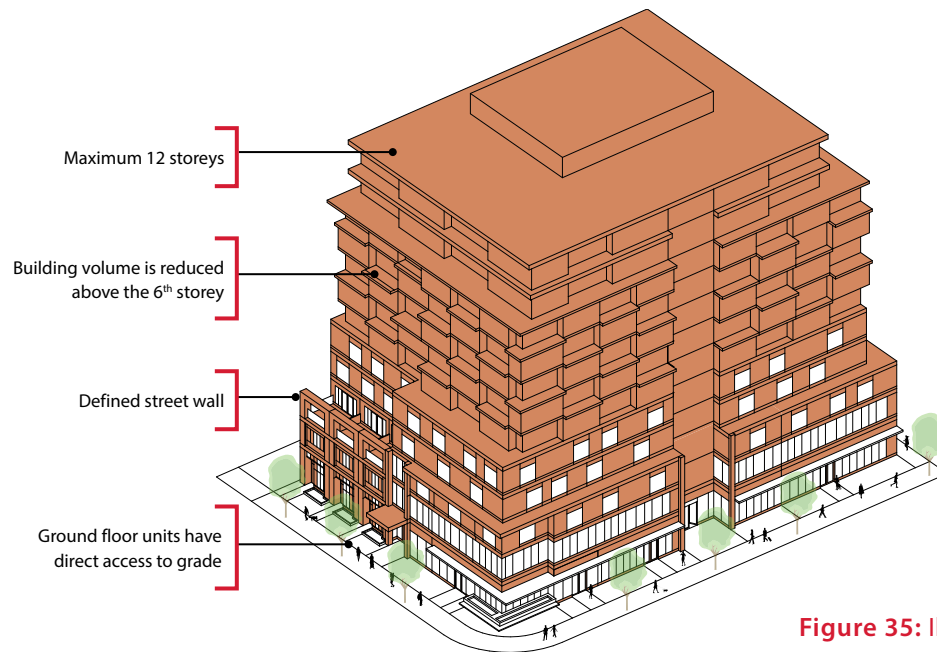 Maximum 12 storeys
Building volume is reduced
above the 6th storey
Defined street wall
Ground floor units have
direct access to grade
Figure 35: